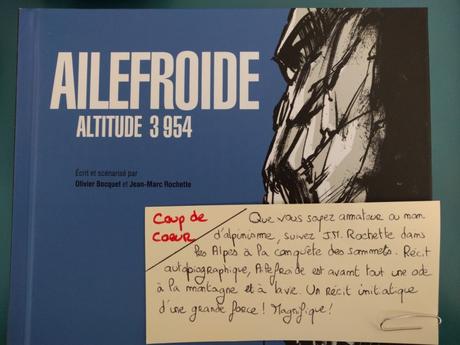 AILEFROIDE
ALTITUDE 3 954
Écrit et scénarisé par
Olivier Bocquet et Jean-Marc Rochette
Coup de
CŒUR
Que vous soyez amateur ou non
d'alpinisme, suivez JM. Rochette dans
les Alpes à la conquête des sommets. Récit
autobiographique, Ailefroide est avant tout une ode
à la montagne et à la vie. Un récit initiatique
d'une grande force ! Magnifique !